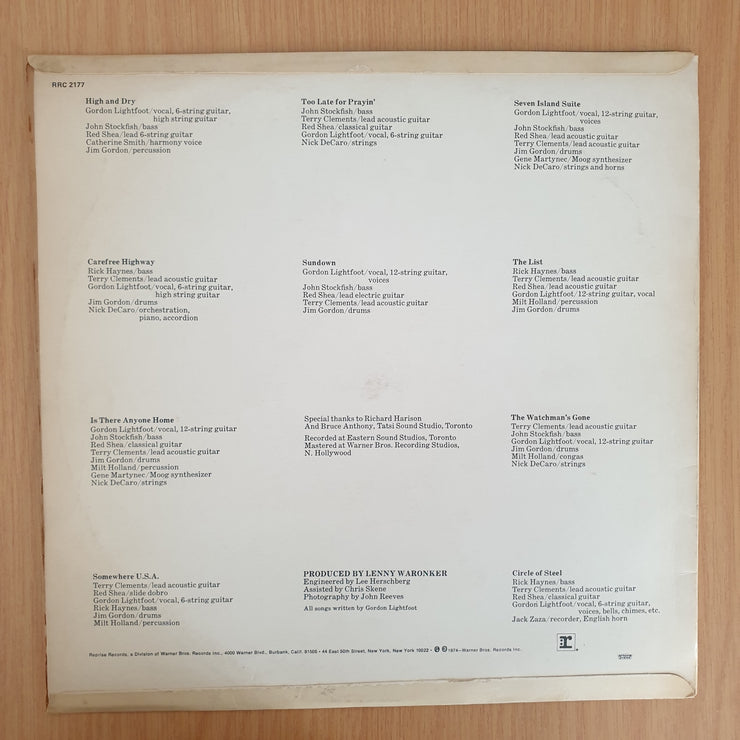 RRC 2177
High and Dry
Gordon Lightfoot/vocal, 6-string guitar,
high string guitar
John Stockfish/bass
Red Shea/lead 6-string guitar
Catherine Smith/harmony voice
Jim Gordon/percussion
Too Late for Prayin'
John Stockfish/bass
Terry Clements/lead acoustic guitar
Red Shea/classical guitar
Gordon Lightfoot/vocal, 6-string guitar
Nick DeCaro/strings
Seven Island Suite
Gordon Lightfoot/vocal, 12-string guitar,
voices
John Stockfish/bass
Red Shea/lead acoustic guitar
Terry Clements/lead acoustic guitar
Jim Gordon/drums
Gene Martynec/Moog synthesizer
Nick DeCaro/strings and horns
Carefree Highway
Rick Haynes/bass
Terry Clements/lead acoustic guitar
Gordon Lightfoot/vocal, 6-string guitar,
high string guitar
Jim Gordon/drums
Nick DeCaro/orchestration,
piano, accordion
Sundown
Gordon Lightfoot/vocal, 12-string guitar,
voices
John Stockfish/bass
Red Shea/lead electric guitar
Terry Clements/lead acoustic guitar
Jim Gordon/drums
The List
Rick Haynes/bass
Terry Clements/lead acoustic guitar
Red Shea/lead acoustic guitar
Gordon Lightfoot/12-string guitar, vocal
Milt Holland/percussion
Jim Gordon/drums
Is There Anyone Home
Gordon Lightfoot/vocal, 12-string guitar
John Stockfish/bass
Red Shea/classical guitar
Terry Clements/lead acoustic guitar
Jim Gordon/drums
Milt Holland/percussion
Gene Martynec/Moog synthesizer
Nick DeCaro/strings
Special thanks to Richard Harison
And Bruce Anthony, Tatsi Sound Studio, Toronto
Recorded at Eastern Sound Studios, Toronto
Mastered at Warner Bros. Recording Studios,
N. Hollywood
The Watchman's Gone
Terry Clements/lead acoustic guitar
John Stockfish/bass
Gordon Lightfoot/vocal, 12-string guitar
Jim Gordon/drums
Milt Holland/congas
Nick DeCaro/strings
Somewhere U.S.A.
Terry Clements/lead acoustic guitar
Red Shea/slide dobro
Gordon Lightfoot/vocal, 6-string guitar
Rick Haynes/bass
Jim Gordon/drums
Milt Holland/percussion
PRODUCED BY LENNY WARONKER
Engineered by Lee Herschberg
Assisted by Chris Skene
Photography by John Reeves
All songs written by Gordon Lightfoot
Circle of Steel
Rick Haynes/bass
Terry Clements/lead acoustic guitar
Red Shea/classical guitar
Gordon Lightfoot/vocal, 6-string guitar,
voices, bells, chimes, etc.
Jack Zaza/recorder, English horn
Reprise Records, a Division of Warner Bros. Records Inc., 4000 Warner Blvd., Burbank, Calif. 91505 · 44 East 50th Street, New York, New York 10022 · © ℗ 1974–Warner Bros. Records Inc.
r